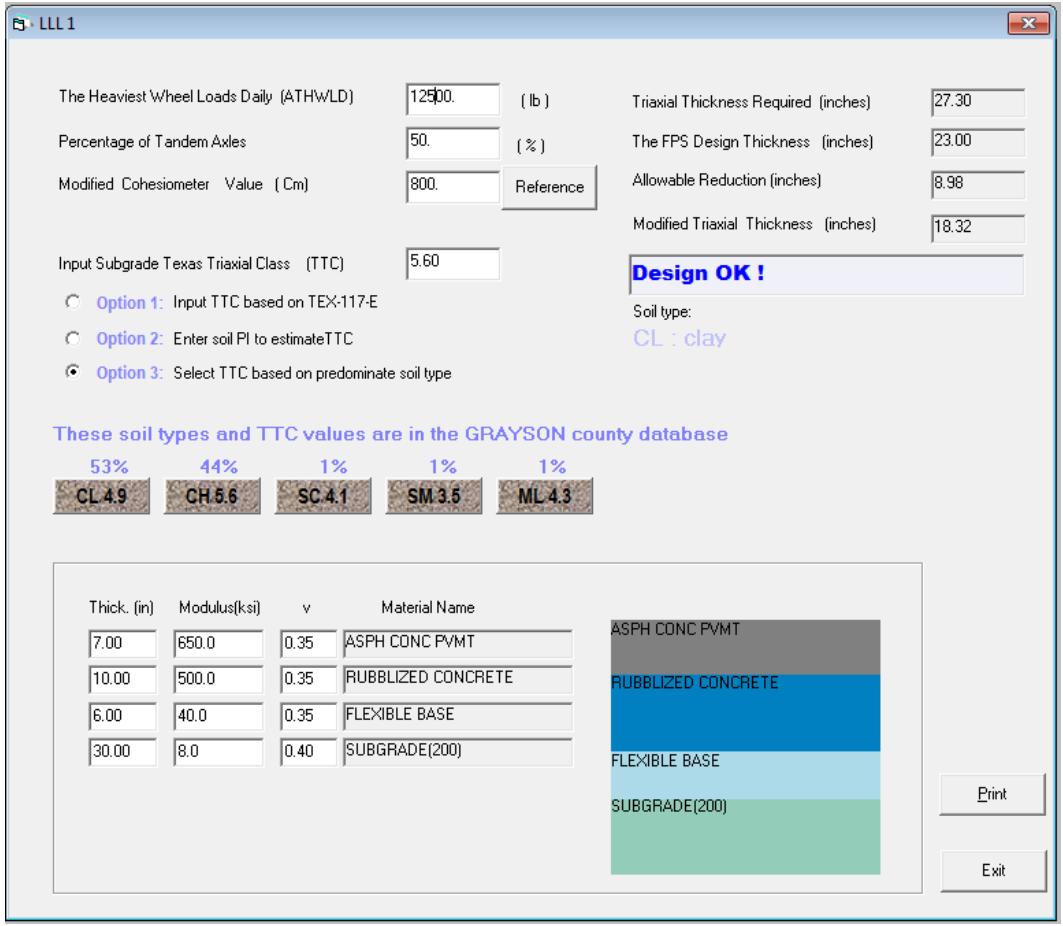 LLL 1
The Heaviest Wheel Loads Daily (ATHWLD) 12500. ( lb )
Percentage of Tandem Axles 50. ( % )
Modified Cohesiometer Value ( Cm) 800. Reference
Input Subgrade Texas Triaxial Class (TTC) 5.60
Option 1: Input TTC based on TEX-117-E
Option 2: Enter soil PI to estimateTTC
Option 3: Select TTC based on predominate soil type
Triaxial Thickness Required (inches) 27.30
The FPS Design Thickness (inches) 23.00
Allowable Reduction (inches) 8.98
Modified Triaxial Thickness (inches) 18.32
Design OK !
Soil type:
CL : clay
These soil types and TTC values are in the GRAYSON county database
53% 44% 1% 1% 1%
CL 4.9 CH 5.6 SC 4.1 SM 3.5 ML 4.3
Thick. (in) Modulus(ksi) v Material Name
7.00 650.0 0.35 ASPH CONC PVMT
10.00 500.0 0.35 RUBBLIZED CONCRETE
6.00 40.0 0.35 FLEXIBLE BASE
30.00 8.0 0.40 SUBGRADE(200)
ASPH CONC PVMT
RUBBLIZED CONCRETE
FLEXIBLE BASE
SUBGRADE(200)
Print
Exit